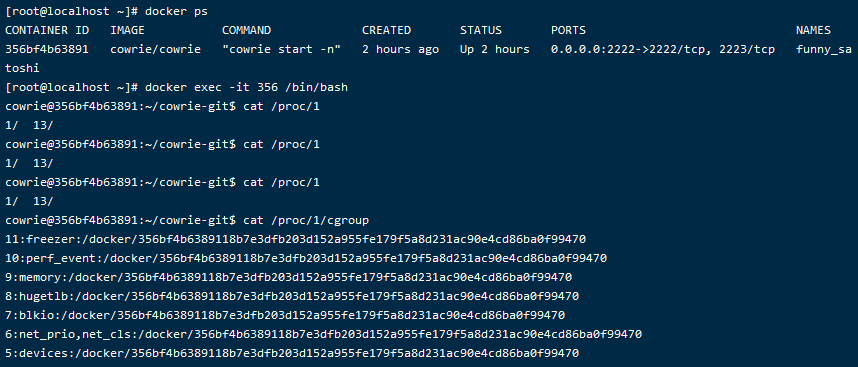 [root@localhost ~]# docker ps
CONTAINER ID   IMAGE           COMMAND             CREATED       STATUS       PORTS                              NAMES
356bf4b63891   cowrie/cowrie   "cowrie start -n"   2 hours ago   Up 2 hours   0.0.0.0:2222->2222/tcp, 2223/tcp   funny_sa
toshi
[root@localhost ~]# docker exec -it 356 /bin/bash
cowrie@356bf4b63891:~/cowrie-git$ cat /proc/1
1/  13/
cowrie@356bf4b63891:~/cowrie-git$ cat /proc/1
1/  13/
cowrie@356bf4b63891:~/cowrie-git$ cat /proc/1
1/  13/
cowrie@356bf4b63891:~/cowrie-git$ cat /proc/1/cgroup
11:freezer:/docker/356bf4b6389118b7e3dfb203d152a955fe179f5a8d231ac90e4cd86ba0f99470
10:perf_event:/docker/356bf4b6389118b7e3dfb203d152a955fe179f5a8d231ac90e4cd86ba0f99470
9:memory:/docker/356bf4b6389118b7e3dfb203d152a955fe179f5a8d231ac90e4cd86ba0f99470
8:hugetlb:/docker/356bf4b6389118b7e3dfb203d152a955fe179f5a8d231ac90e4cd86ba0f99470
7:blkio:/docker/356bf4b6389118b7e3dfb203d152a955fe179f5a8d231ac90e4cd86ba0f99470
6:net_prio,net_cls:/docker/356bf4b6389118b7e3dfb203d152a955fe179f5a8d231ac90e4cd86ba0f99470
5:devices:/docker/356bf4b6389118b7e3dfb203d152a955fe179f5a8d231ac90e4cd86ba0f99470